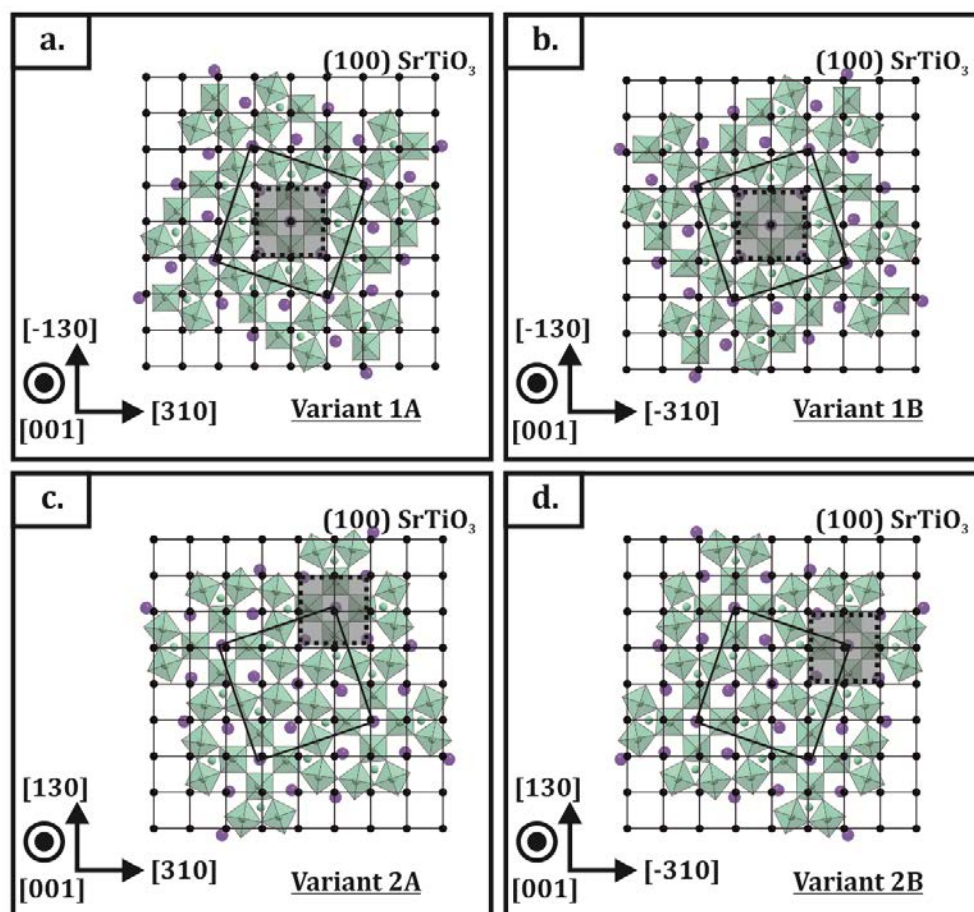 a.
(100) SrTiO₃
[-130]
[310]
[001]
Variant 1A
b.
(100) SrTiO₃
[-130]
[-310]
[001]
Variant 1B
c.
(100) SrTiO₃
[130]
[310]
[001]
Variant 2A
d.
(100) SrTiO₃
[130]
[-310]
[001]
Variant 2B